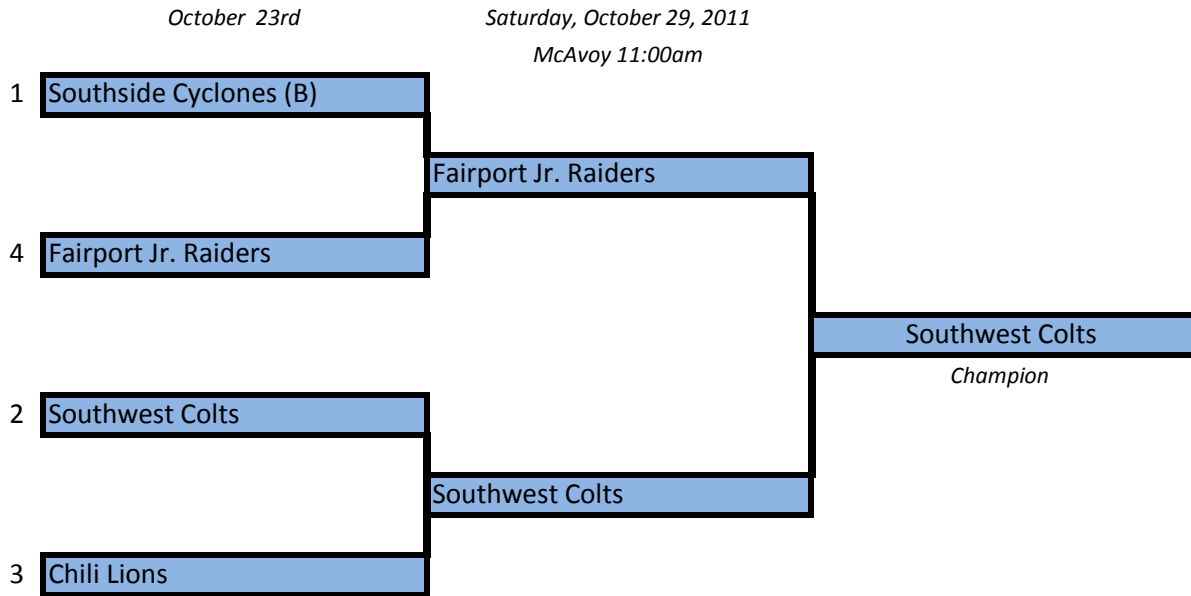 October 23rd
Saturday, October 29, 2011
McAvoy 11:00am
1 Southside Cyclones (B)
Fairport Jr. Raiders
4 Fairport Jr. Raiders
Southwest Colts
Champion
2 Southwest Colts
Southwest Colts
3 Chili Lions